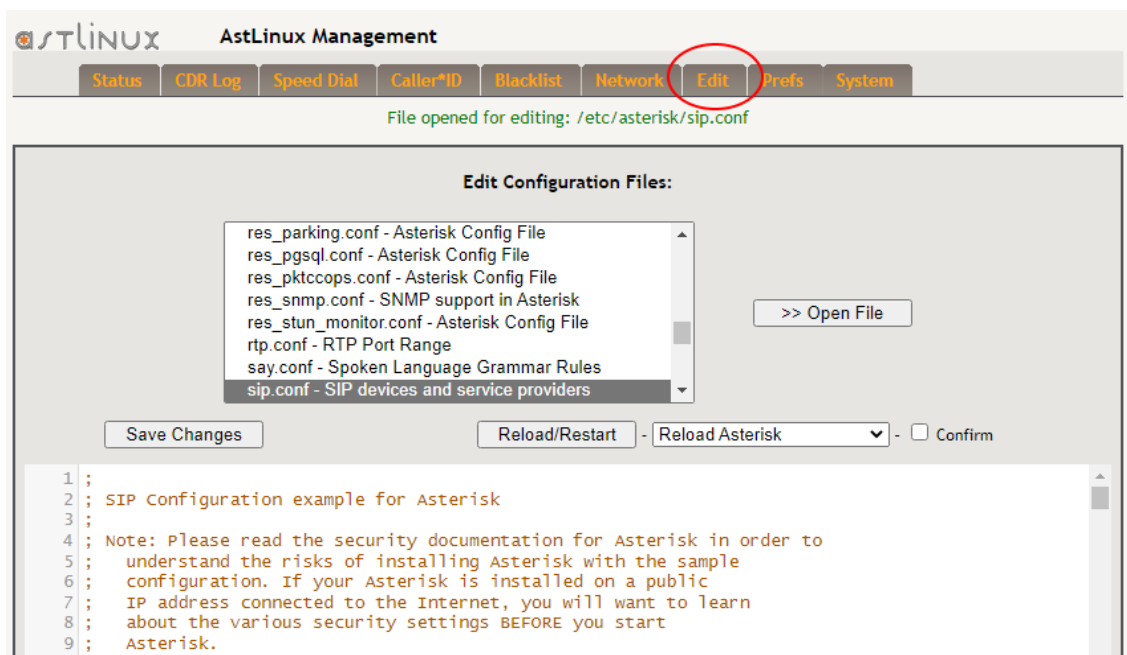 astlinux AstLinux Management
Status CDR Log Speed Dial Caller*ID Blacklist Network Edit Prefs System
File opened for editing: /etc/asterisk/sip.conf
Edit Configuration Files:
res_parking.conf - Asterisk Config File
res_pgsql.conf - Asterisk Config File
res_pktccops.conf - Asterisk Config File
res_snmp.conf - SNMP support in Asterisk
res_stun_monitor.conf - Asterisk Config File
rtp.conf - RTP Port Range
say.conf - Spoken Language Grammar Rules
sip.conf - SIP devices and service providers
>> Open File
Save Changes Reload/Restart - Reload Asterisk - Confirm
1 ;
2 ; SIP Configuration example for Asterisk
3 ;
4 ; Note: Please read the security documentation for Asterisk in order to
5 ; understand the risks of installing Asterisk with the sample
6 ; configuration. If your Asterisk is installed on a public
7 ; IP address connected to the Internet, you will want to learn
8 ; about the various security settings BEFORE you start
9 ; Asterisk.